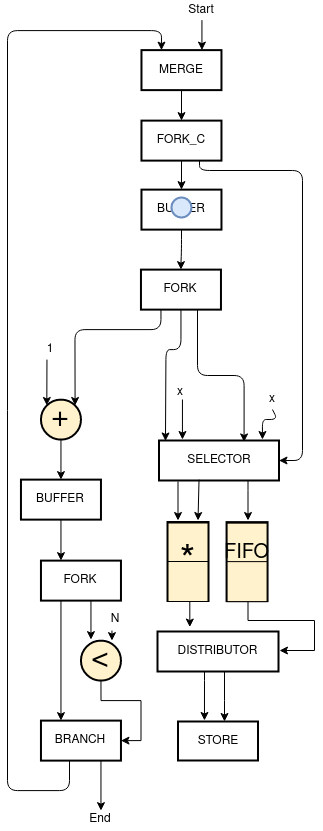 Start
MERGE
FORK_C
BUFFER
FORK
1
x
x
+
SELECTOR
BUFFER
*
FIFO
FORK
N
<
DISTRIBUTOR
BRANCH
STORE
End